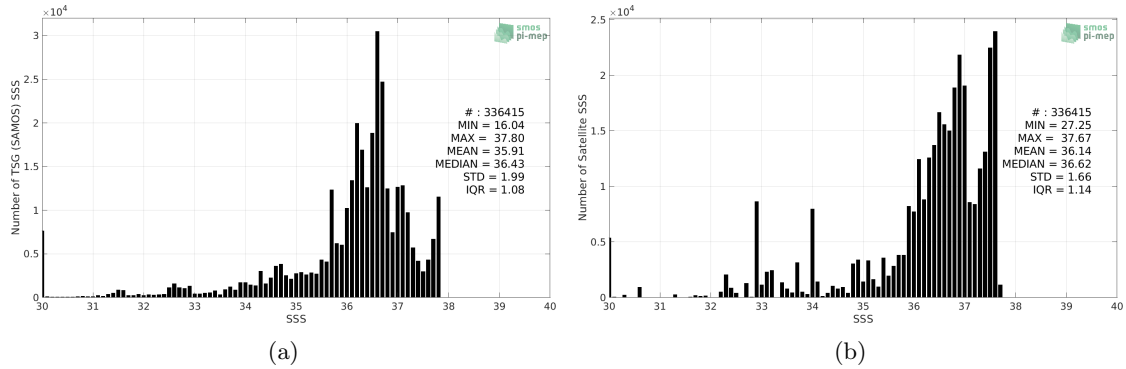 ×10⁴
smos
pi-mep
Number of TSG (SAMOS) SSS
3
2.5
2
1.5
1
0.5
0
# : 336415
MIN = 16.04
MAX = 37.80
MEAN = 35.91
MEDIAN = 36.43
STD = 1.99
IQR = 1.08
30 31 32 33 34 35 36 37 38 39 40
SSS
(a)
×10⁴
smos
pi-mep
Number of Satellite SSS
2.5
2
1.5
1
0.5
0
# : 336415
MIN = 27.25
MAX = 37.67
MEAN = 36.14
MEDIAN = 36.62
STD = 1.66
IQR = 1.14
30 31 32 33 34 35 36 37 38 39 40
SSS
(b)